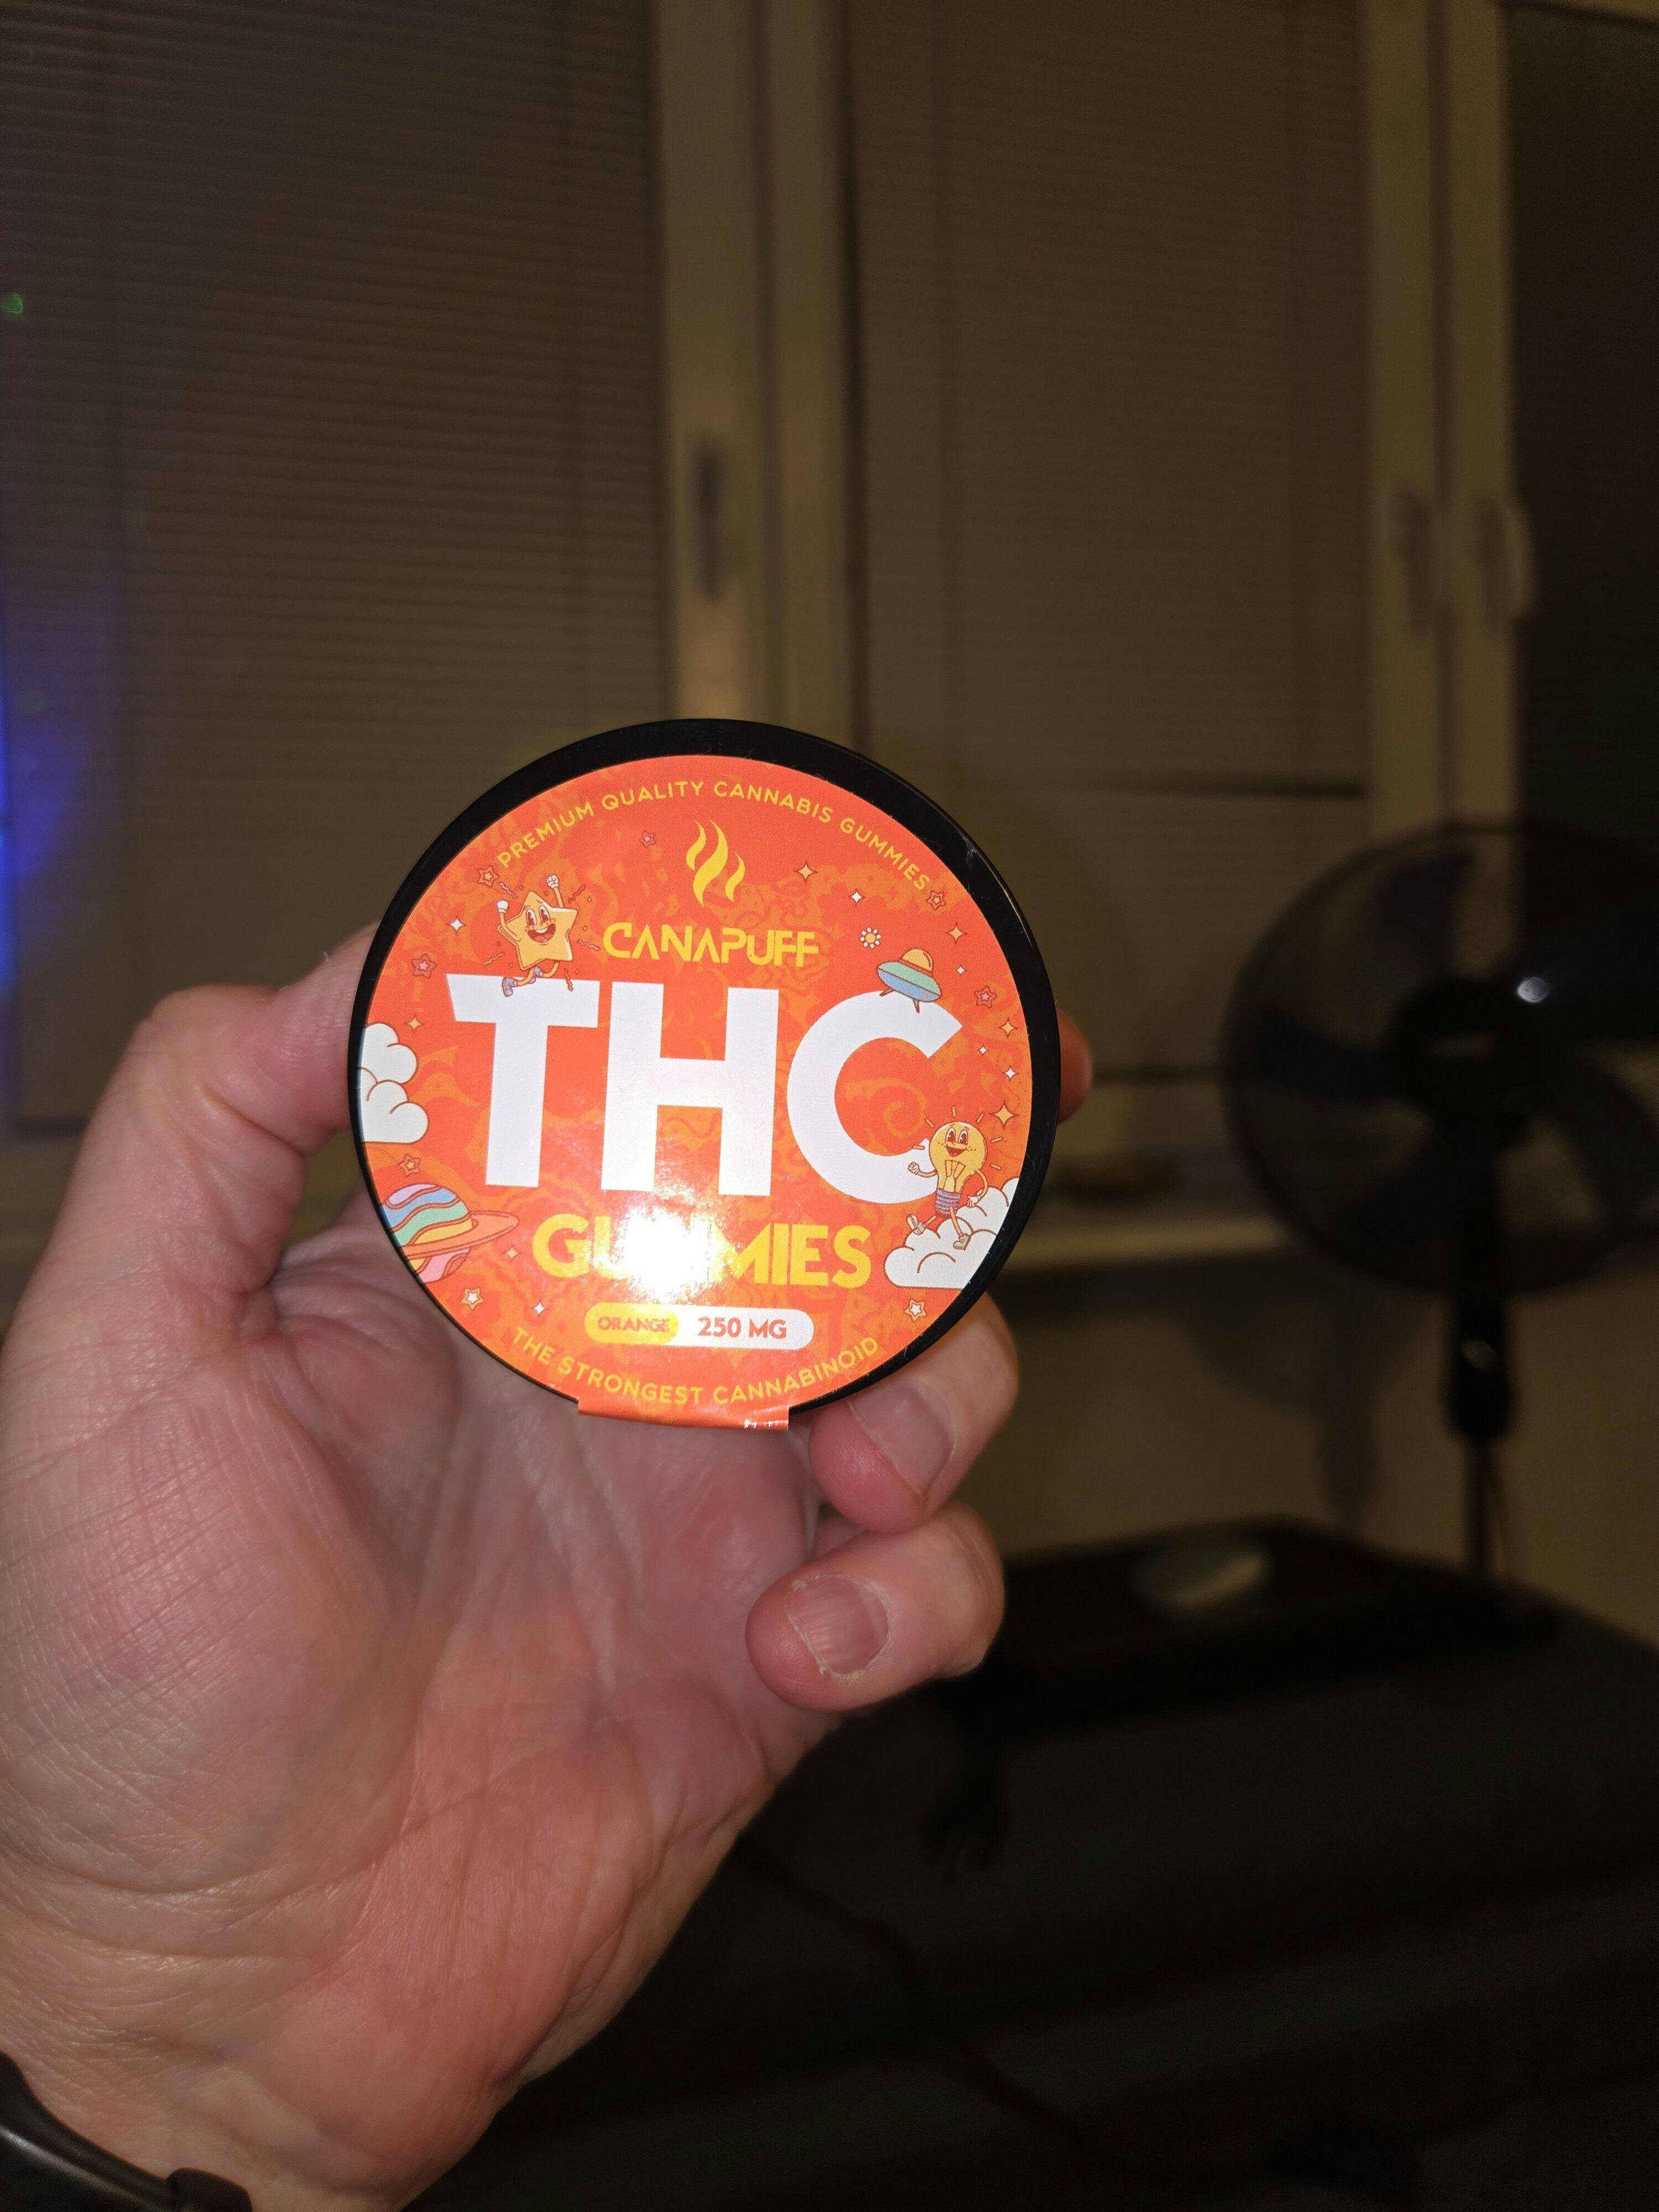 PREMIUM QUALITY CANNABIS GUMMIES
CANAPUFF
THC
GUMMIES
ORANGE 250 MG
THE STRONGEST CANNABINOID